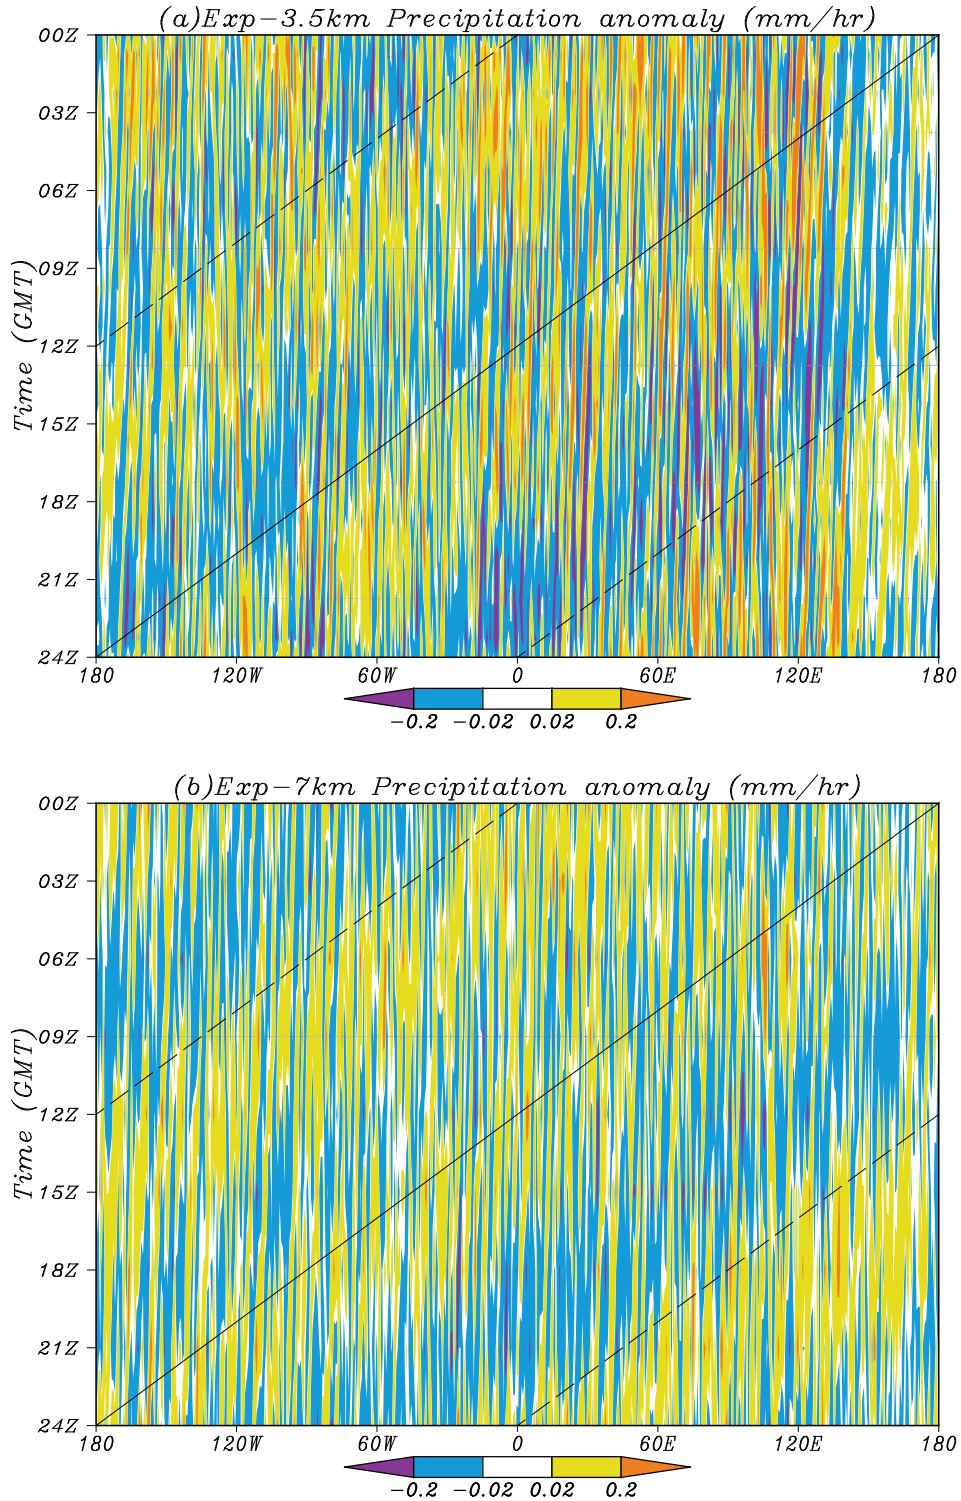 (a)Exp-3.5km Precipitation anomaly (mm/hr)
00Z
03Z
06Z
09Z
12Z
15Z
18Z
21Z
24Z
Time (GMT)
180 120W 60W 0 60E 120E 180
-0.2 -0.02 0.02 0.2
(b)Exp-7km Precipitation anomaly (mm/hr)
00Z
03Z
06Z
09Z
12Z
15Z
18Z
21Z
24Z
Time (GMT)
180 120W 60W 0 60E 120E 180
-0.2 -0.02 0.02 0.2